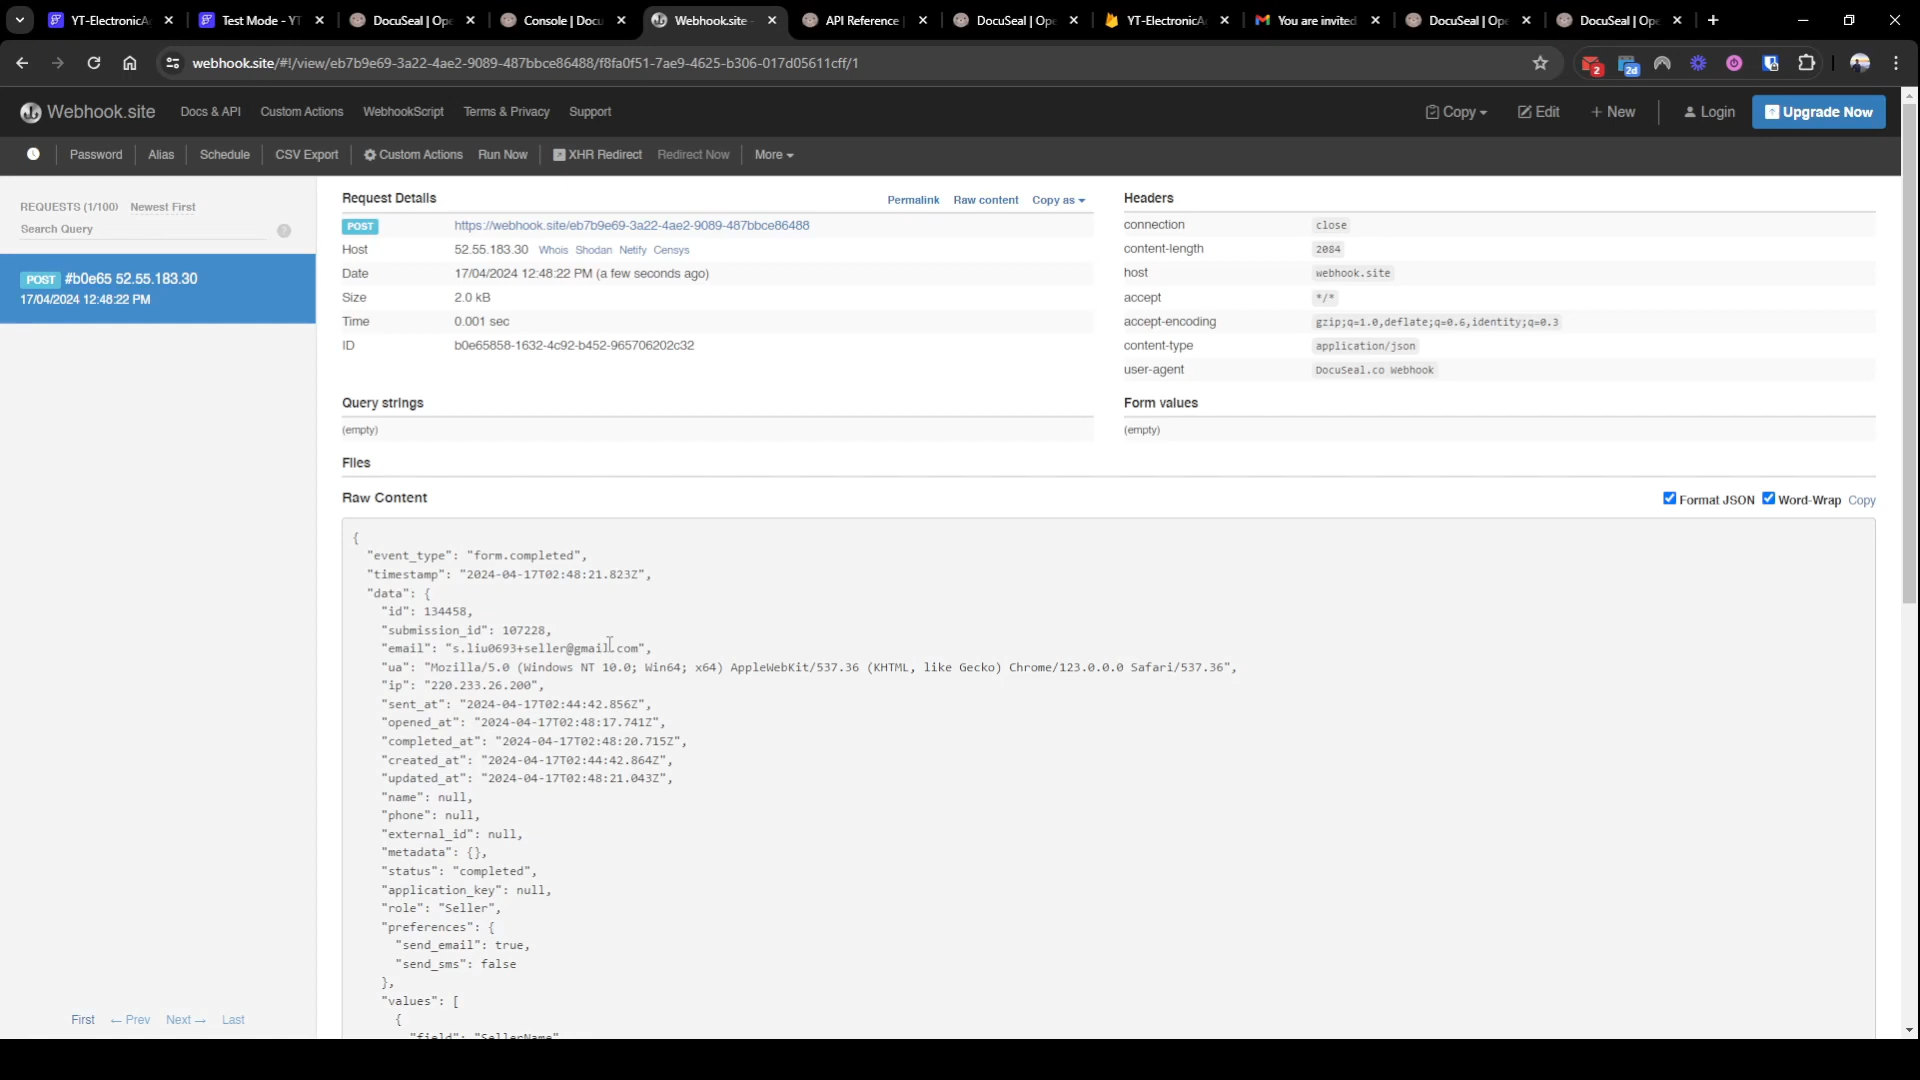 YT-ElectronicA
Test Mode - YT
DocuSeal | Ope
Console | Docu
Webhook.site -
API Reference |
DocuSeal | Ope
YT-ElectronicA
You are invited
DocuSeal | Ope
DocuSeal | Ope
webhook.site/#!/view/eb7b9e69-3a22-4ae2-9089-487bbce86488/f8fa0f51-7ae9-4625-b306-017d05611cff/1
2
2d
Webhook.site
Docs & API
Custom Actions
WebhookScript
Terms & Privacy
Support
Copy
Edit
+ New
Login
Upgrade Now
Password
Alias
Schedule
CSV Export
Custom Actions
Run Now
XHR Redirect
Redirect Now
More
REQUESTS (1/100) Newest First
Search Query
?
POST #b0e65 52.55.183.30
17/04/2024 12:48:22 PM
First ← Prev Next → Last
Request Details
Permalink Raw content Copy as
POST https://webhook.site/eb7b9e69-3a22-4ae2-9089-487bbce86488
Host 52.55.183.30 Whois Shodan Netify Censys
Date 17/04/2024 12:48:22 PM (a few seconds ago)
Size 2.0 kB
Time 0.001 sec
ID b0e65858-1632-4c92-b452-965706202c32
Headers
connection close
content-length 2084
host webhook.site
accept */*
accept-encoding gzip;q=1.0,deflate;q=0.6,identity;q=0.3
content-type application/json
user-agent DocuSeal.co Webhook
Query strings
(empty)
Form values
(empty)
Files
Raw Content
Format JSON Word-Wrap Copy
{
"event_type": "form.completed",
"timestamp": "2024-04-17T02:48:21.823Z",
"data": {
"id": 134458,
"submission_id": 107228,
"email": "s.liu0693+seller@gmail.com",
"ua": "Mozilla/5.0 (Windows NT 10.0; Win64; x64) AppleWebKit/537.36 (KHTML, like Gecko) Chrome/123.0.0.0 Safari/537.36",
"ip": "220.233.26.200",
"sent_at": "2024-04-17T02:44:42.856Z",
"opened_at": "2024-04-17T02:48:17.741Z",
"completed_at": "2024-04-17T02:48:20.715Z",
"created_at": "2024-04-17T02:44:42.864Z",
"updated_at": "2024-04-17T02:48:21.043Z",
"name": null,
"phone": null,
"external_id": null,
"metadata": {},
"status": "completed",
"application_key": null,
"role": "Seller",
"preferences": {
"send_email": true,
"send_sms": false
},
"values": [
{
"field": "SellerName",